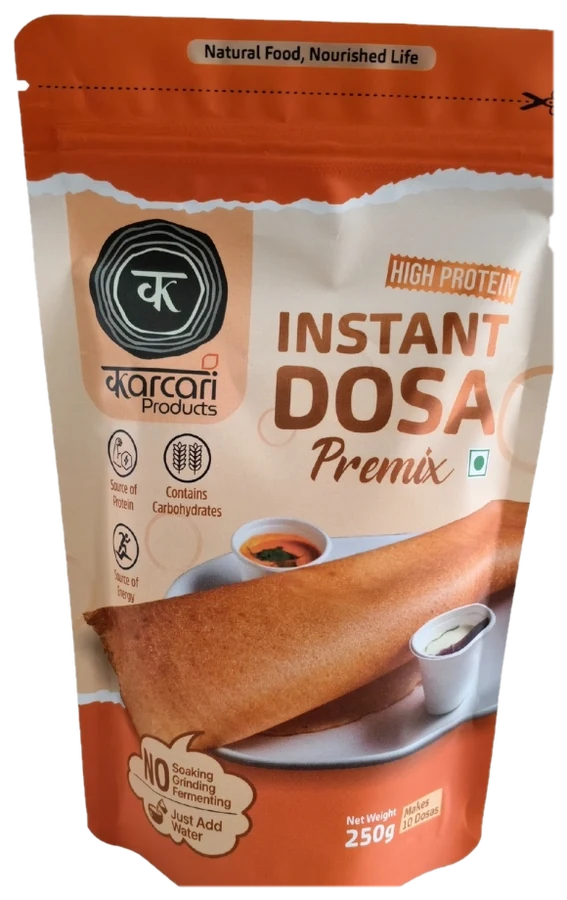 Natural Food, Nourished Life
क
HIGH PROTEIN
INSTANT
DOSA
Premix
कarcari
Products
Source of
Protein
Contains
Carbohydrates
Source of
Energy
NO
Soaking
Grinding
Fermenting
Just Add
Water
Net Weight
250g
Makes
10 Dosas